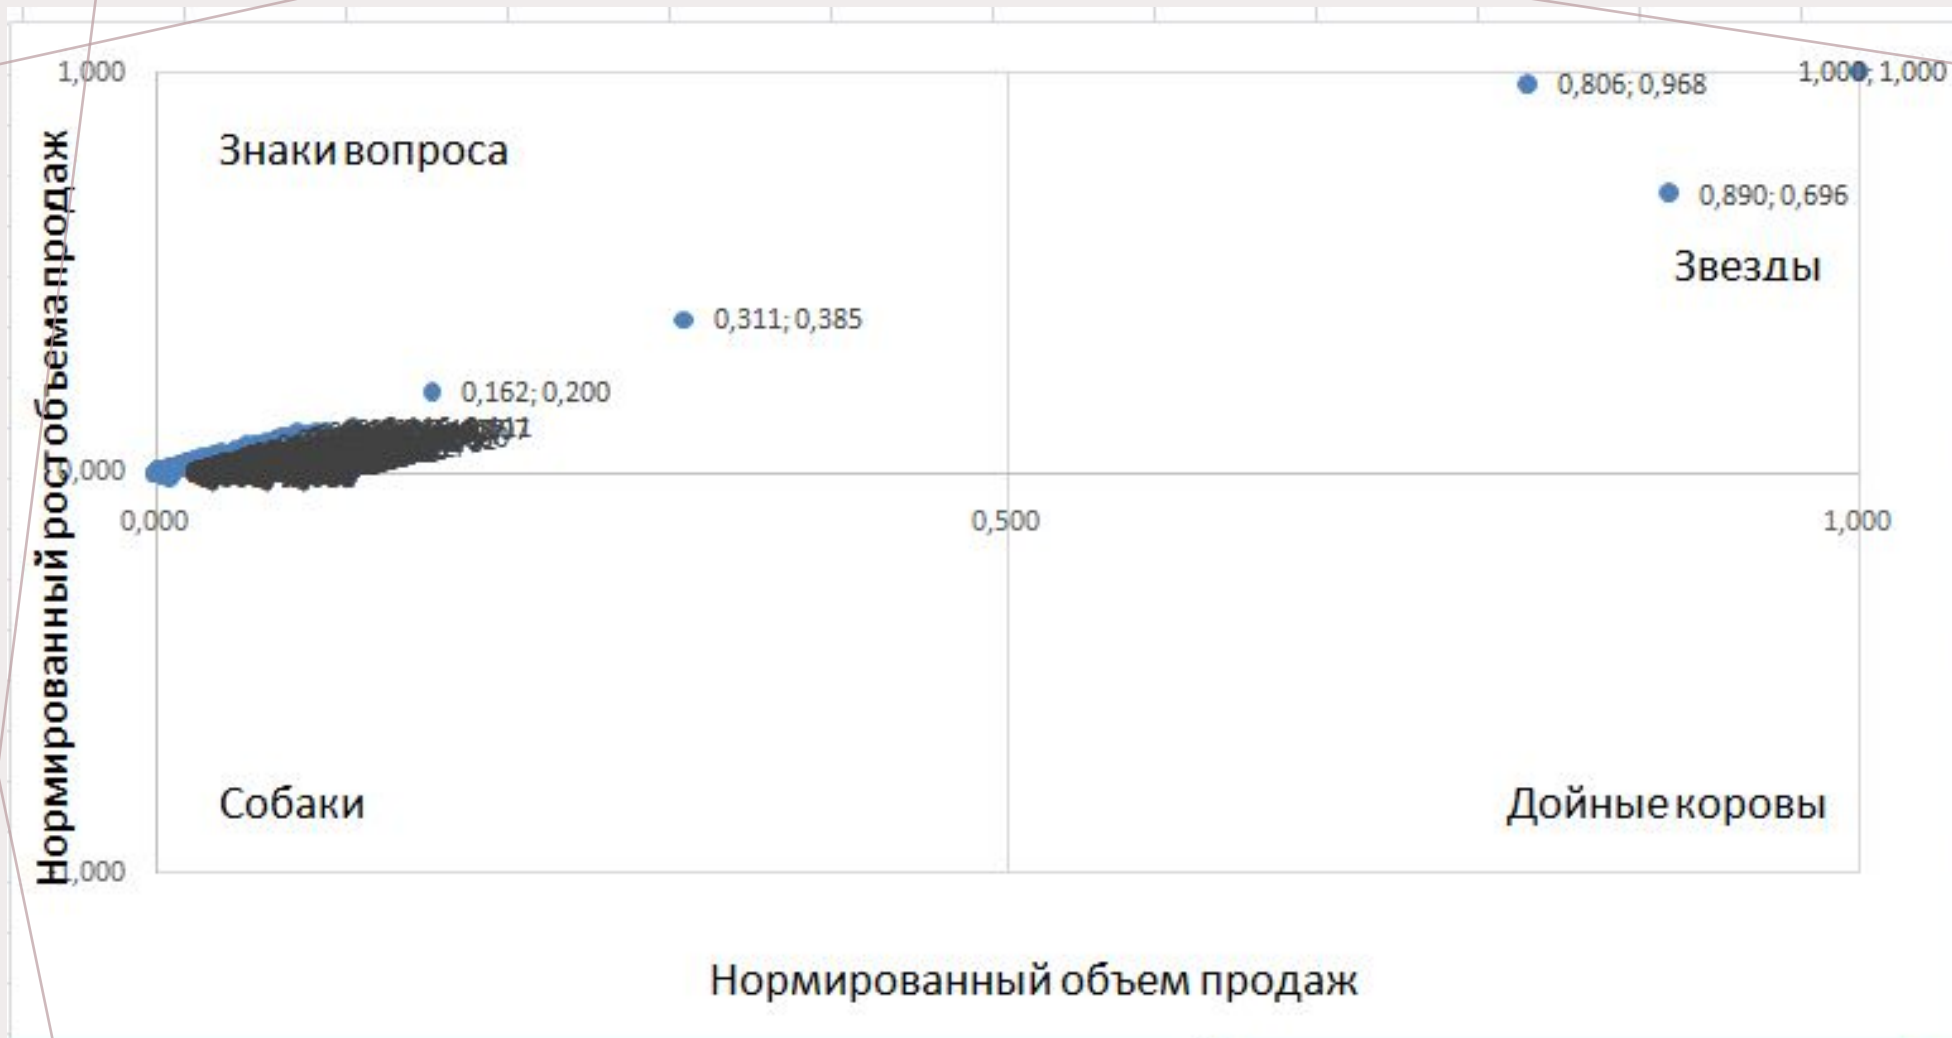 1,000
0,806; 0,968
1,000; 1,000
Знаки вопроса
0,890; 0,696
Звезды
0,311; 0,385
0,162; 0,200
0,000
0,000
0,500
1,000
Собаки
Дойные коровы
1,000
Нормированный рост объема продаж
Нормированный объем продаж